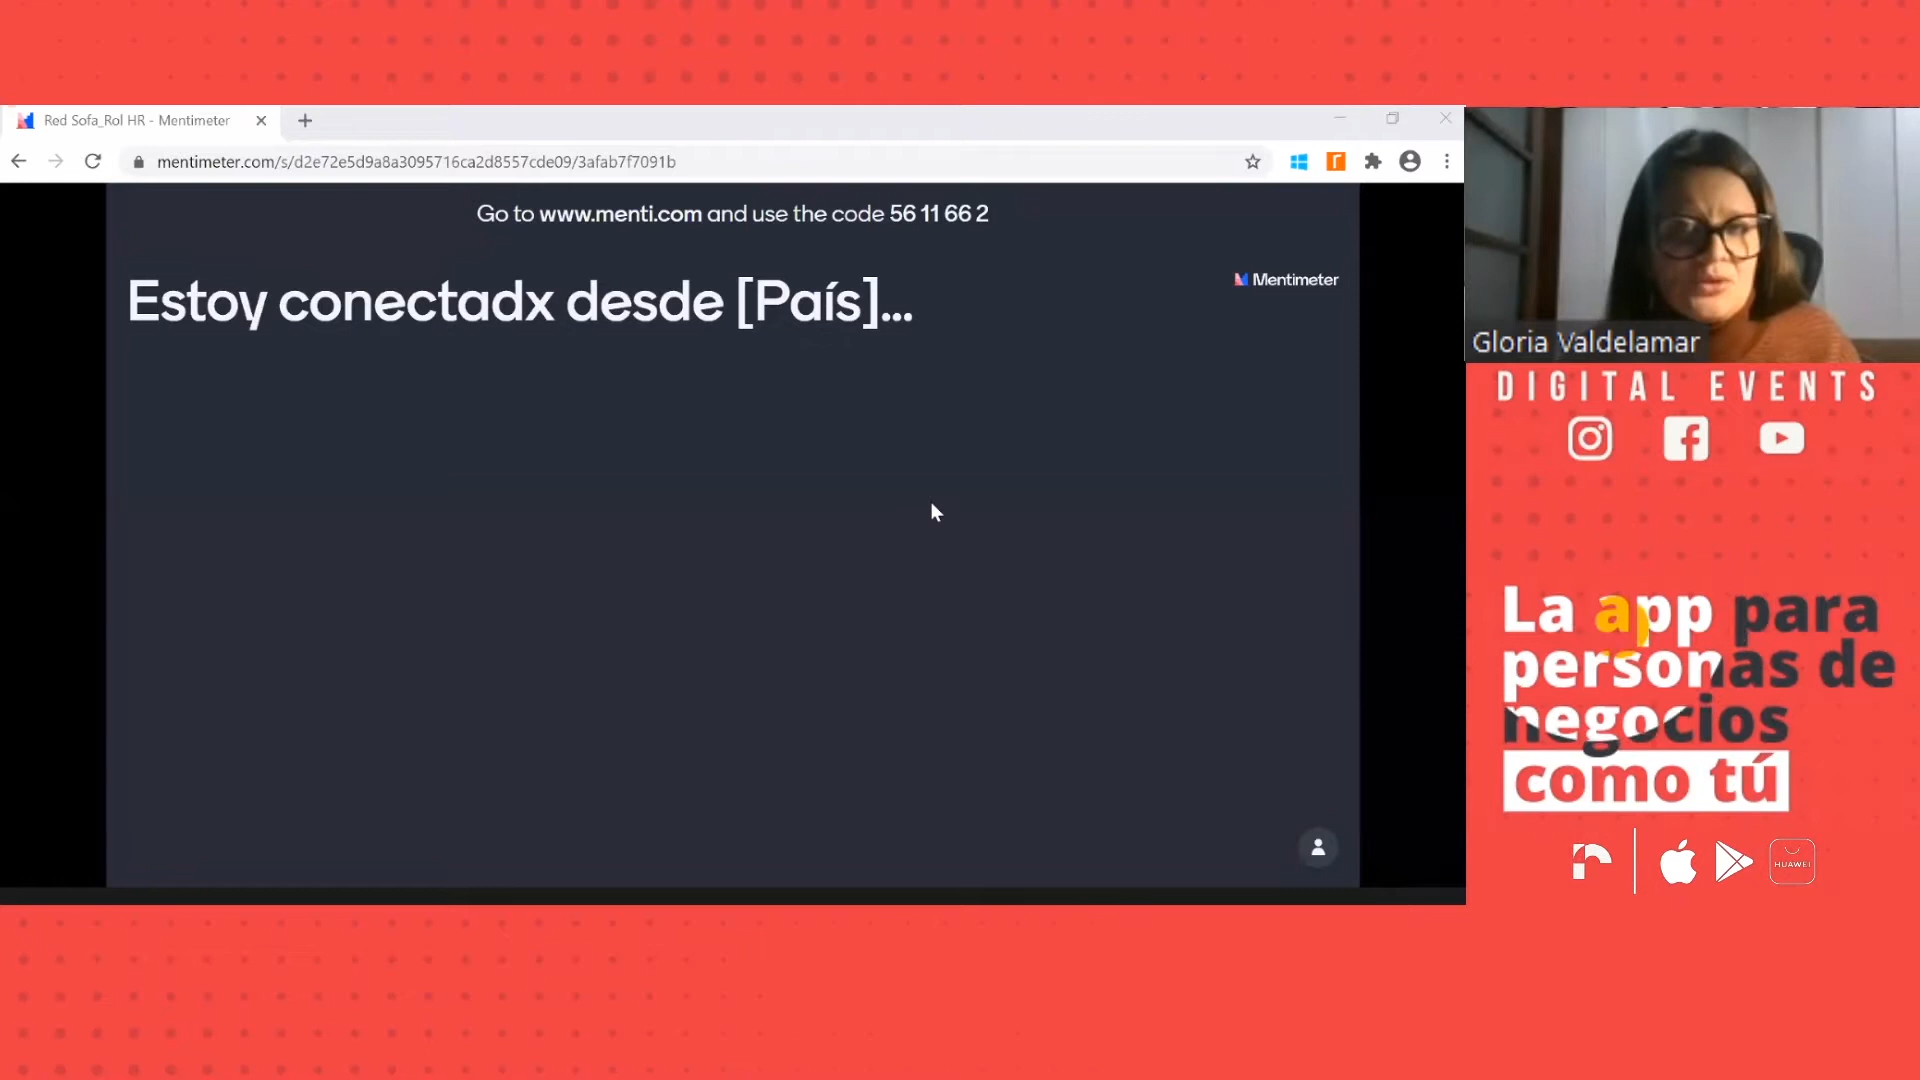 Red Sofa_Rol HR - Mentimeter
mentimeter.com/s/d2e72e5d9a8a3095716ca2d8557cde09/3afab7f7091b
Go to www.menti.com and use the code 56 11 66 2
Estoy conectadx desde [País]...
Mentimeter
Gloria Valdelamar
DIGITAL EVENTS
La app para
personas de
negocios
como tú
HUAWEI